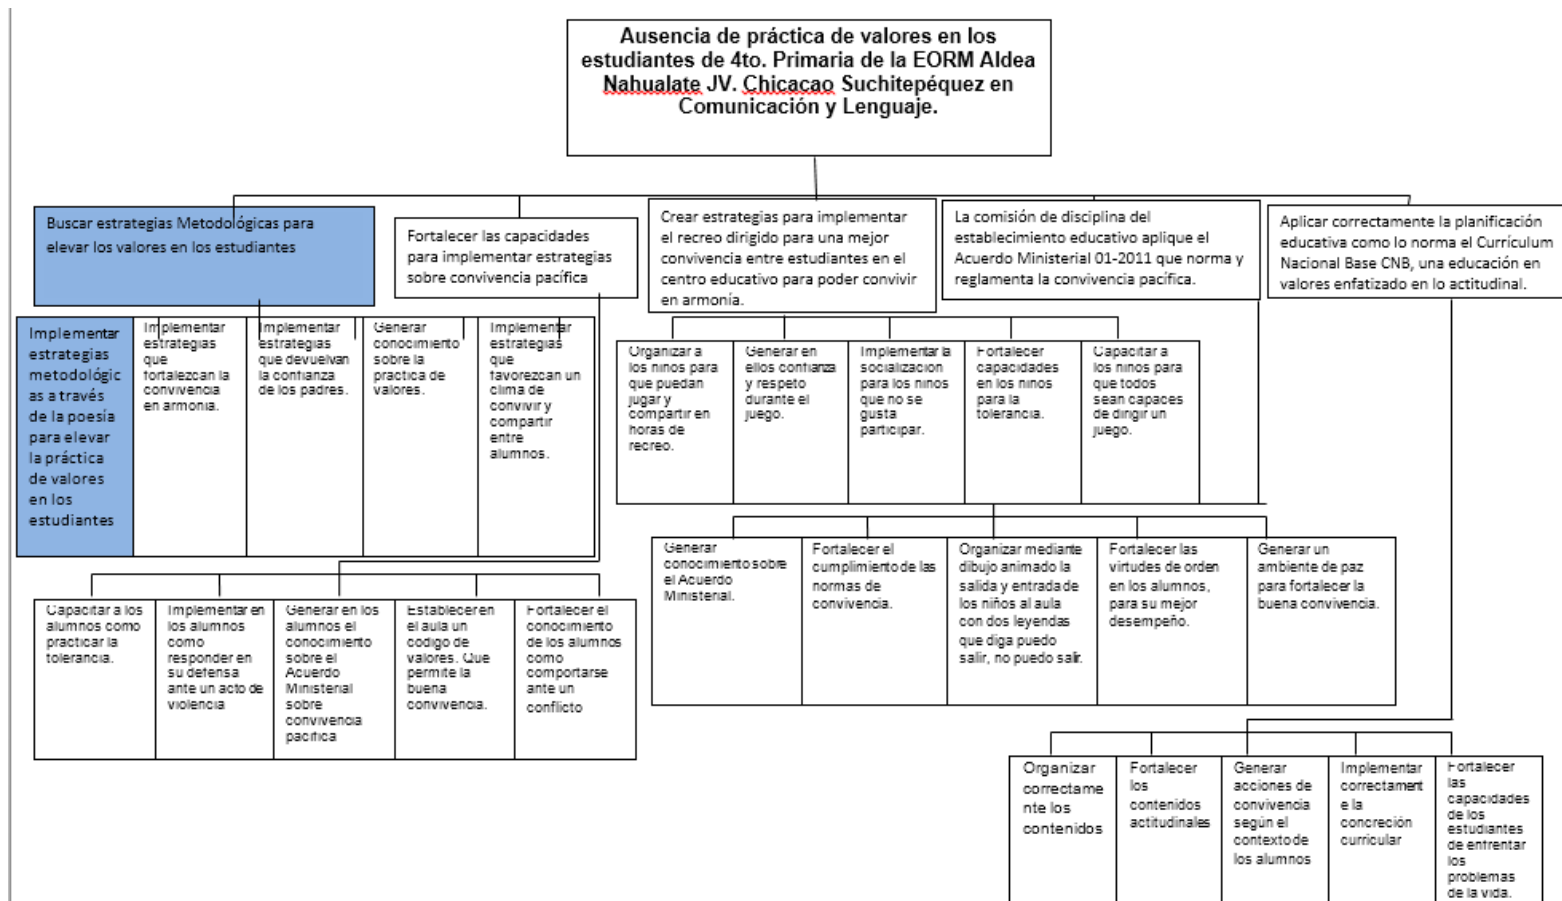 Ausencia de práctica de valores en los
estudiantes de 4to. Primaria de la EORM Aldea
Nahualate JV. Chicacao Suchitepéquez en
Comunicación y Lenguaje.
Buscar estrategias Metodológicas para
elevar los valores en los estudiantes
Fortalecer las capacidades
para implementar estrategias
sobre convivencia pacífica
Crear estrategias para implementar
el recreo dirigido para una mejor
convivencia entre estudiantes en el
centro educativo para poder convivir
en armonía.
La comisión de disciplina del
establecimiento educativo aplique el
Acuerdo Ministerial 01-2011 que norma y
reglamenta la convivencia pacífica.
Aplicar correctamente la planificación
educativa como lo norma el Currículum
Nacional Base CNB, una educación en
valores enfatizado en lo actitudinal.
Implementar
estrategias
metodológic
as a través
de la poesía
para elevar
la práctica
de valores
en los
estudiantes
Implementar
estrategias
que
fortalezcan la
convivencia
en armonía.
Implementar
estrategias
que devuelvan
la confianza
de los padres.
Generar
conocimiento
sobre la
practica de
valores.
Implementar
estrategias
que
favorezcan un
clima de
convivir y
compartir
entre
alumnos.
Organizar a
los niños para
que puedan
jugar y
compartir en
horas de
recreo.
Generar en
ellos confianza
y respeto
durante el
juego.
Implementar la
socialización
para los niños
que no se
gusta
participar.
Fortalecer
capacidades
en los niños
para la
tolerancia.
Capacitar a
los niños para
que todos
sean capaces
de dirigir un
juego.
Generar
conocimiento sobre
el Acuerdo
Ministerial.
Fortalecer el
cumplimiento de las
normas de
convivencia.
Organizar mediante
dibujo animado la
salida y entrada de
los niños al aula
con dos leyendas
que diga puedo
salir, no puedo salir.
Fortalecer las
virtudes de orden
en los alumnos,
para su mejor
desempeño.
Generar un
ambiente de paz
para fortalecer la
buena convivencia.
Capacitar a los
alumnos como
practicar la
tolerancia.
Implementar en
los alumnos
como
responder en
su defensa
ante un acto de
violencia
Generar en los
alumnos el
conocimiento
sobre el
Acuerdo
Ministerial
sobre
convivencia
pacifica
Establecer en
el aula un
codigo de
valores. Que
permite la
buena
convivencia.
Fortalecer el
conocimiento
de los alumnos
como
comportarse
ante un
conflicto
Organizar
correctame
nte los
contenidos
Fortalecer
los
contenidos
actitudinales
Generar
acciones de
convivencia
según el
contexto de
los alumnos
Implementar
correctament
e la
concreción
curricular
Fortalecer
las
capacidades
de los
estudiantes
de enfrentar
los
problemas
de la vida.